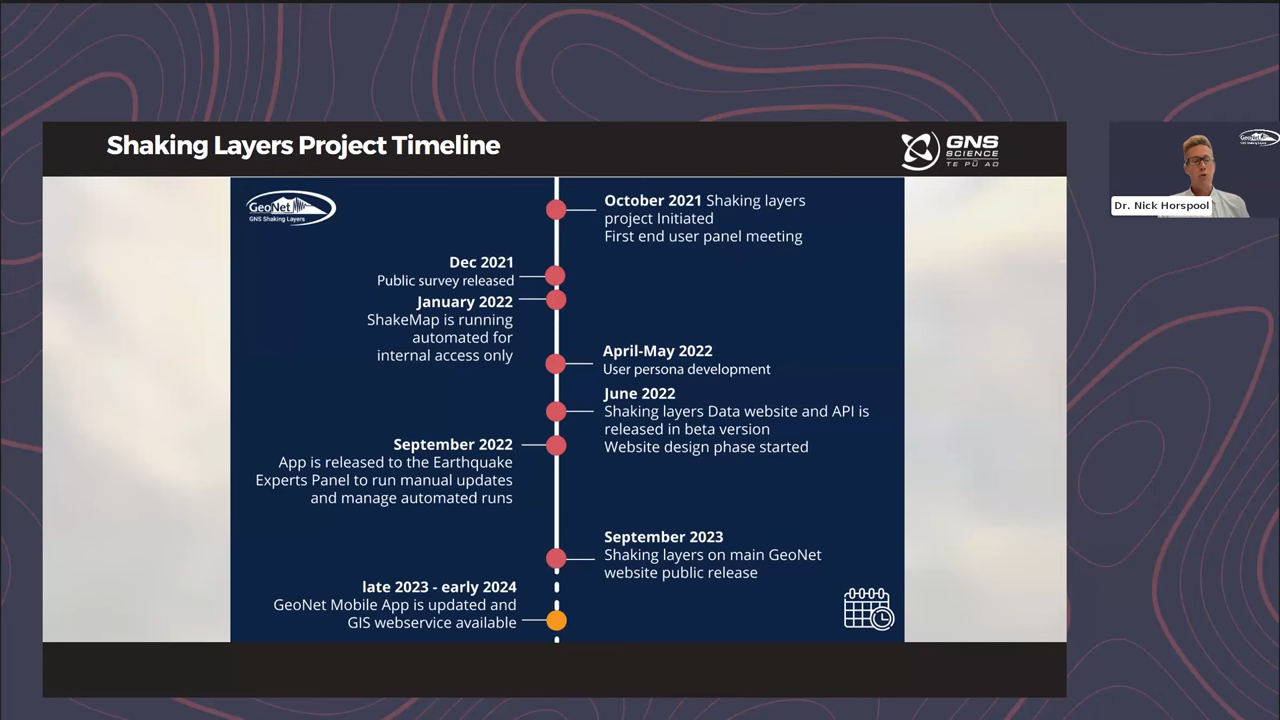 Shaking Layers Project Timeline
GNS
SCIENCE
TE PŪ AO
GeoNet
GNS Shaking Layers
October 2021 Shaking layers
project Initiated
First end user panel meeting
Dec 2021
Public survey released
January 2022
ShakeMap is running
automated for
internal access only
April-May 2022
User persona development
June 2022
Shaking layers Data website and API is
released in beta version
Website design phase started
September 2022
App is released to the Earthquake
Experts Panel to run manual updates
and manage automated runs
September 2023
Shaking layers on main GeoNet
website public release
late 2023 - early 2024
GeoNet Mobile App is updated and
GIS webservice available
GeoNet
Dr. Nick Horspool